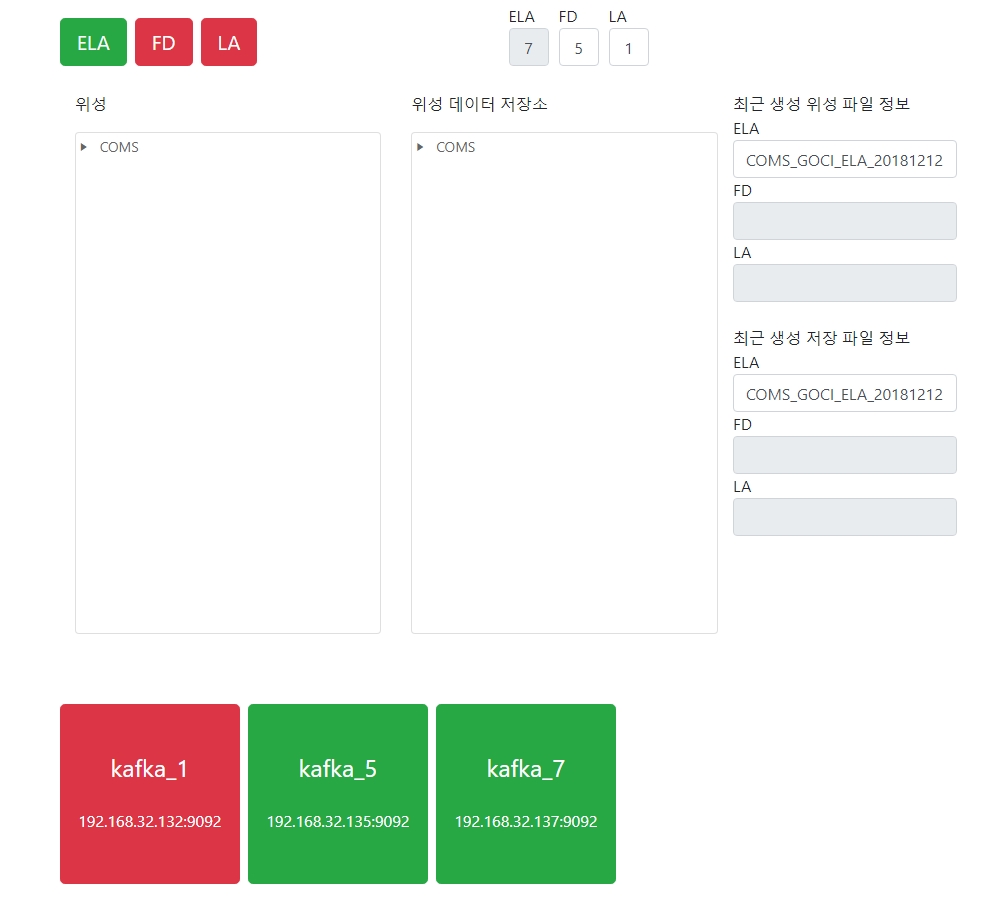 ELA FD LA
ELA FD LA
7 5 1
위성
COMS
위성 데이터 저장소
COMS
최근 생성 위성 파일 정보
ELA
COMS_GOCI_ELA_20181212
FD
LA
최근 생성 저장 파일 정보
ELA
COMS_GOCI_ELA_20181212
FD
LA
kafka_1
192.168.32.132:9092
kafka_5
192.168.32.135:9092
kafka_7
192.168.32.137:9092